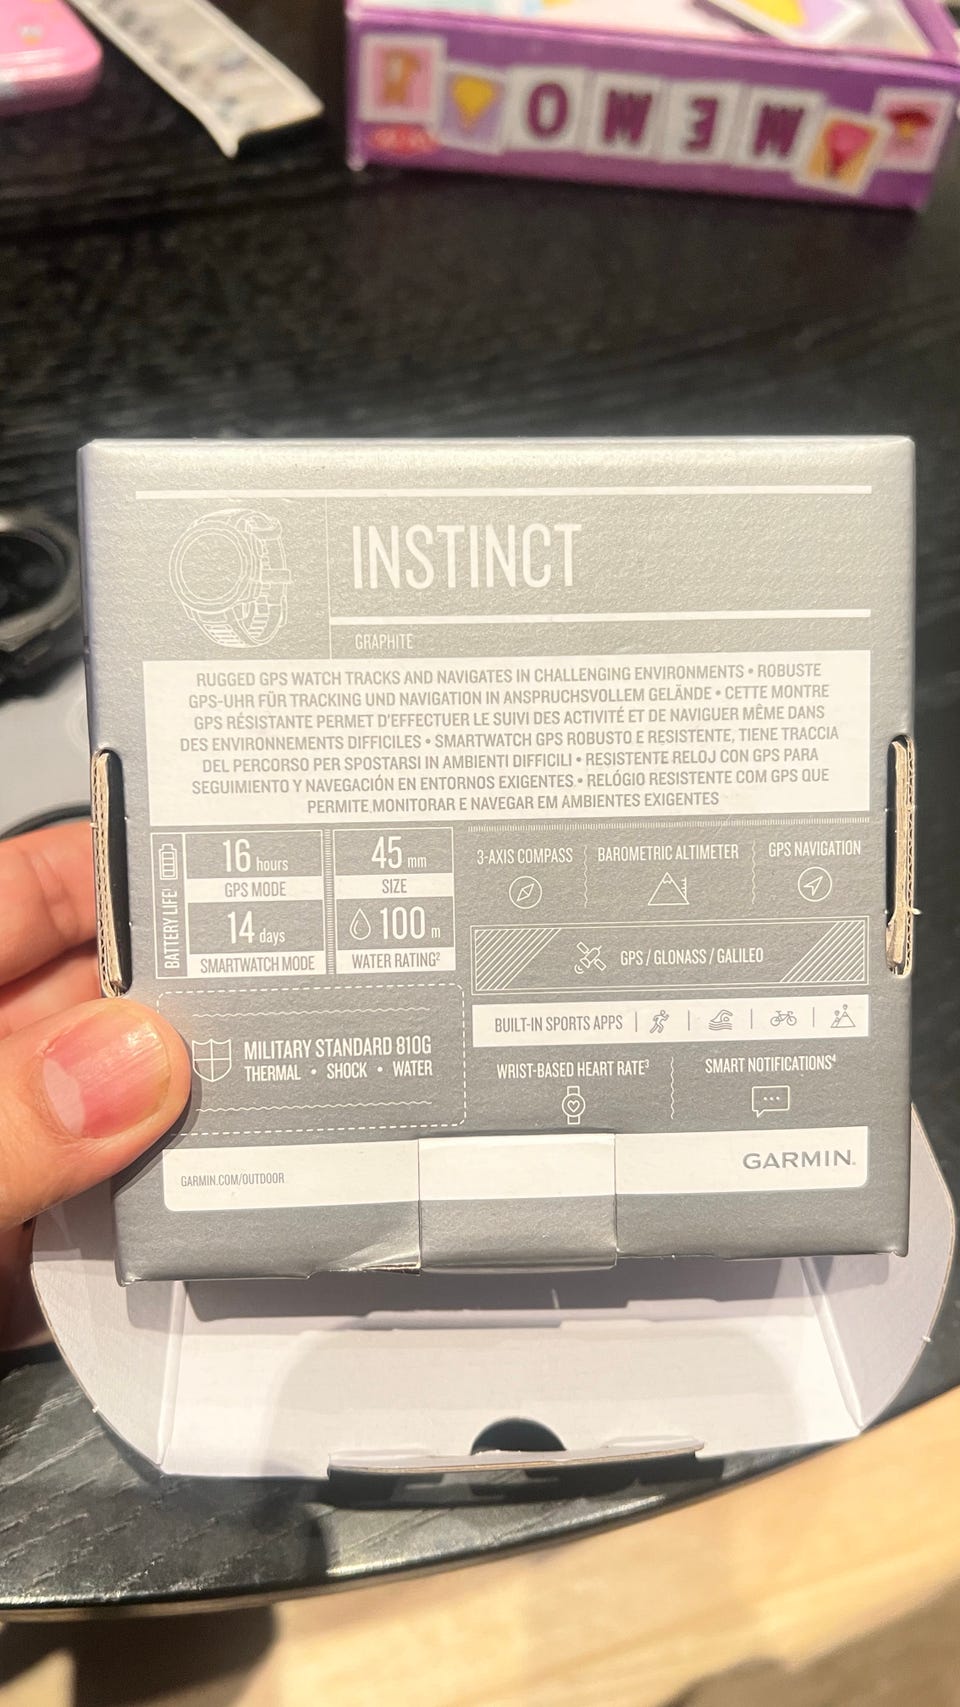 MEMO
INSTINCT
GRAPHITE
RUGGED GPS WATCH TRACKS AND NAVIGATES IN CHALLENGING ENVIRONMENTS • ROBUSTE
GPS-UHR FÜR TRACKING UND NAVIGATION IN ANSPRUCHSVOLLEM GELÄNDE • CETTE MONTRE
GPS RÉSISTANTE PERMET D'EFFECTUER LE SUIVI DES ACTIVITÉ ET DE NAVIGUER MÊME DANS
DES ENVIRONNEMENTS DIFFICILES • SMARTWATCH GPS ROBUSTO E RESISTENTE, TIENE TRACCIA
DEL PERCORSO PER SPOSTARSI IN AMBIENTI DIFFICILI • RESISTENTE RELOJ CON GPS PARA
SEGUIMIENTO Y NAVEGACIÓN EN ENTORNOS EXIGENTES • RELÓGIO RESISTENTE COM GPS QUE
PERMITE MONITORAR E NAVEGAR EM AMBIENTES EXIGENTES
BATTERY LIFE¹
16 hours
GPS MODE
14 days
SMARTWATCH MODE
45 mm
SIZE
100 m
WATER RATING²
3-AXIS COMPASS
BAROMETRIC ALTIMETER
GPS NAVIGATION
GPS / GLONASS / GALILEO
BUILT-IN SPORTS APPS
MILITARY STANDARD 810G
THERMAL • SHOCK • WATER
WRIST-BASED HEART RATE³
SMART NOTIFICATIONS⁴
GARMIN.COM/OUTDOOR
GARMIN.